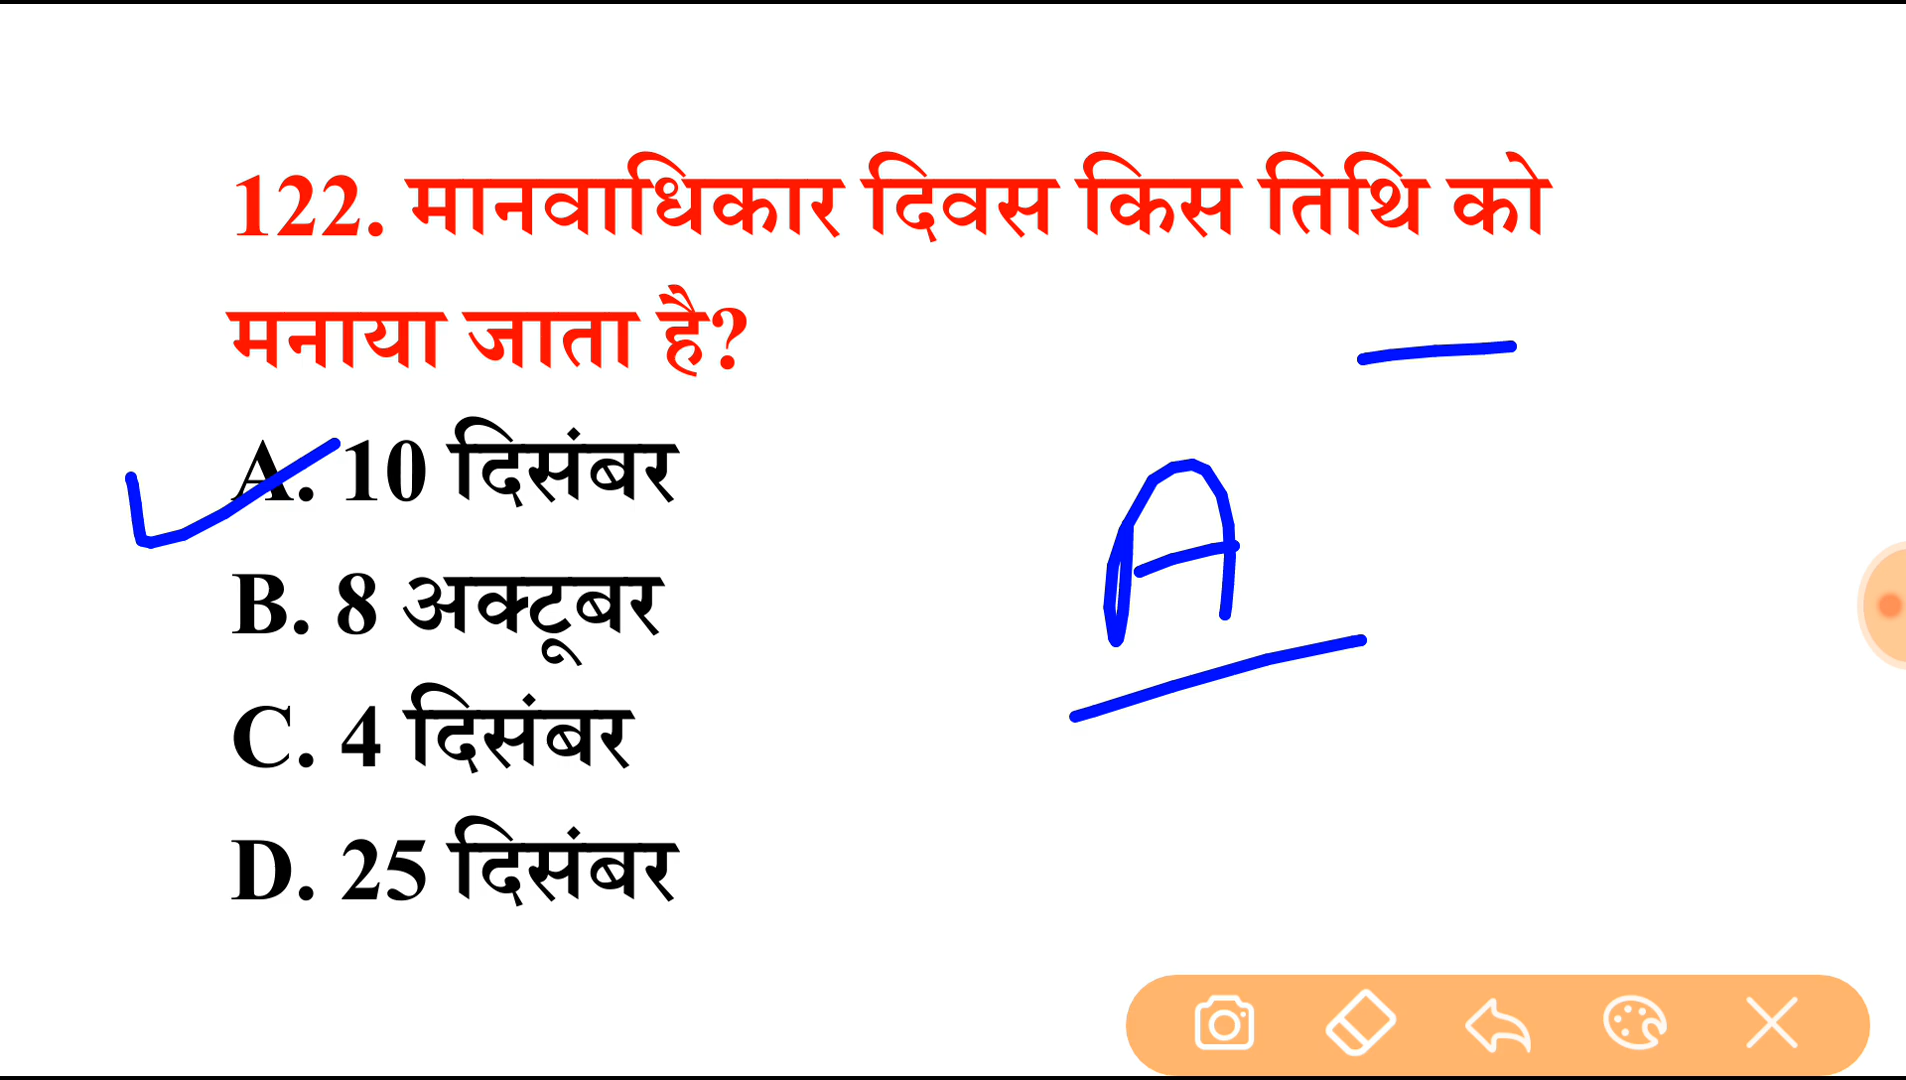 122. मानवाधिकार दिवस किस तिथि को
मनाया जाता है?
A. 10 दिसंबर
B. 8 अक्टूबर
C. 4 दिसंबर
D. 25 दिसंबर
A